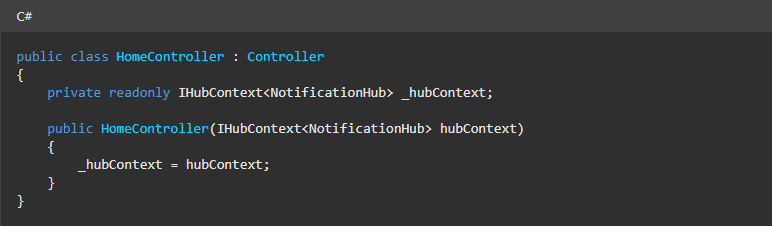 C#
public class HomeController : Controller
{
    private readonly IHubContext<NotificationHub> _hubContext;

    public HomeController(IHubContext<NotificationHub> hubContext)
    {
        _hubContext = hubContext;
    }
}